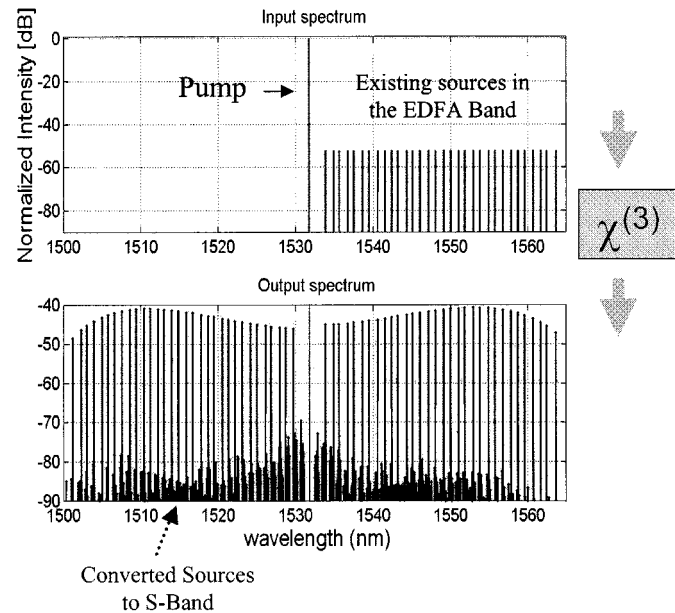 Input spectrum
Normalized Intensity [dB]
0
-20
-40
-60
-80
Pump
Existing sources in
the EDFA Band
1500 1510 1520 1530 1540 1550 1560
χ(3)
Output spectrum
-40
-50
-60
-70
-80
-90
1500 1510 1520 1530 1540 1550 1560
wavelength (nm)
Converted Sources
to S-Band